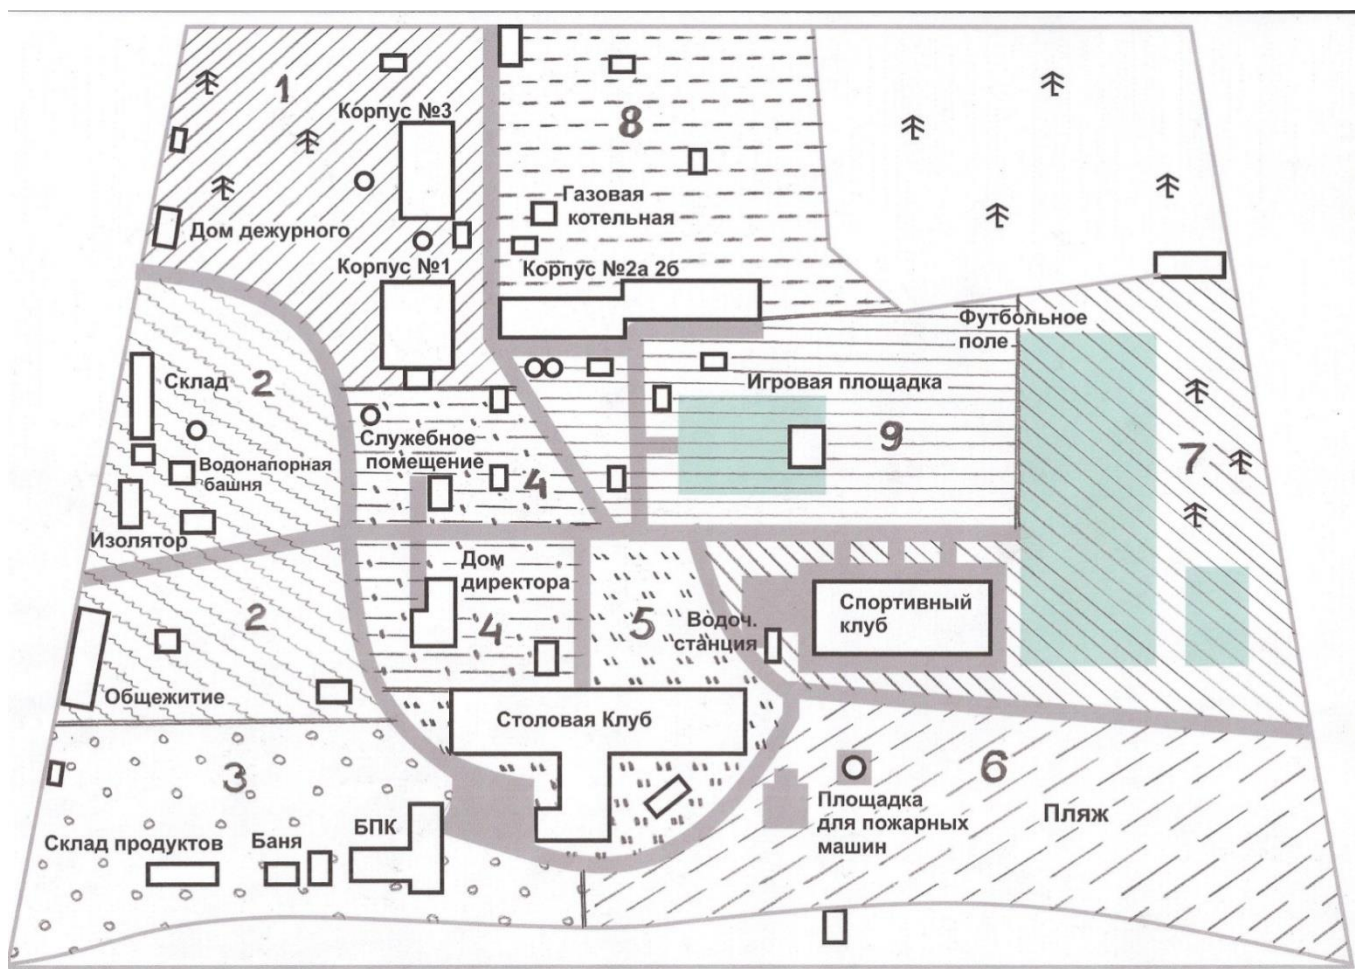 1
Корпус №3
8
Газовая
котельная
Дом дежурного
Корпус №1
Корпус №2а 2б
Футбольное
поле
Склад
2
Игровая площадка
9
Служебное
помещение
4
7
Водонапорная
башня
Изолятор
Дом
директора
2
4
5
Водоч.
станция
Спортивный
клуб
Общежитие
Столовая Клуб
3
6
Площадка
для пожарных
машин
Пляж
Склад продуктов
Баня
БПК